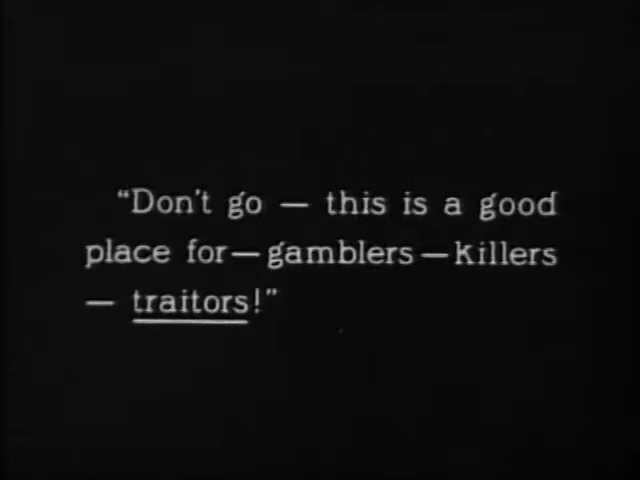 "Don't go — this is a good
place for — gamblers — killers
— traitors!"